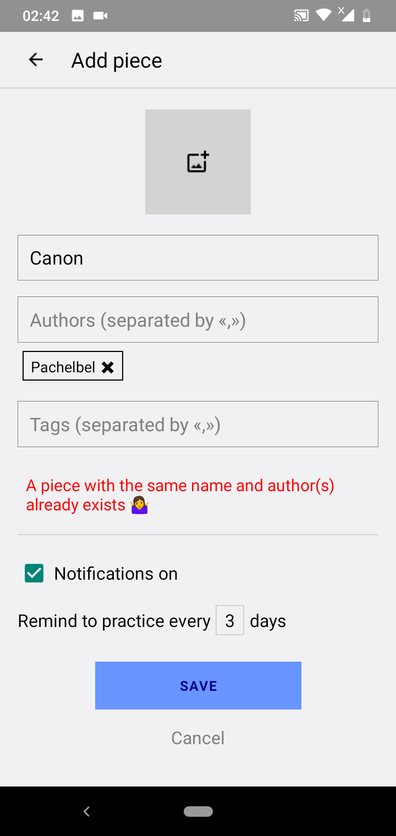 02:42
Add piece
Canon
Authors (separated by «,»)
Pachelbel ✖
Tags (separated by «,»)
A piece with the same name and author(s)
already exists 🤷‍♀️
Notifications on
Remind to practice every 3 days
SAVE
Cancel